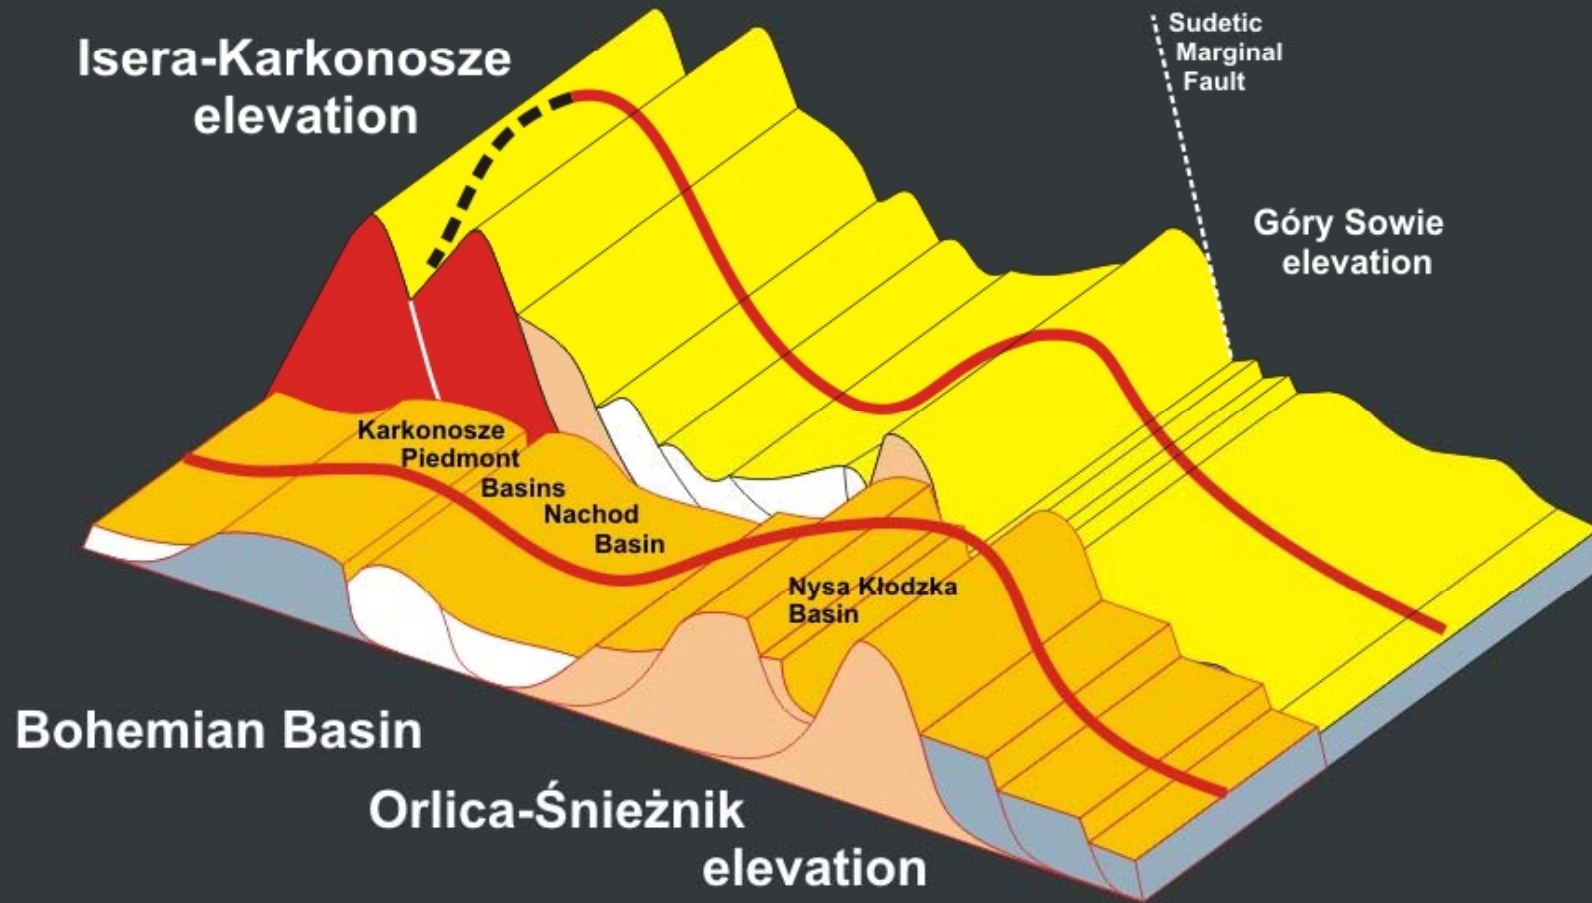 Isera-Karkonosze
elevation
Sudetic
Marginal
Fault
Góry Sowie
elevation
Karkonosze
Piedmont
Basins
Nachod
Basin
Nysa Kłodzka
Basin
Bohemian Basin
Orlica-Śnieżnik
elevation